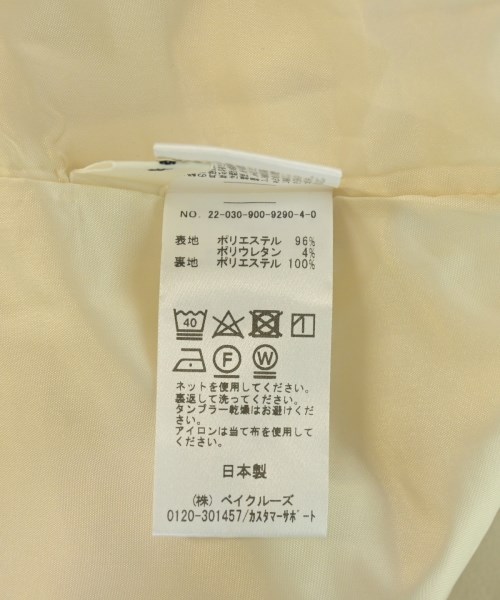 NO. 22-030-900-9290-4-0
表地 ポリエステル 96%
ポリウレタン 4%
裏地 ポリエステル 100%
40
F W
ネットを使用してください。
裏返して洗ってください。
タンブラー乾燥はお避けくだ
さい。
アイロンは当て布を使用して
ください。
日本製
(株) ベイクルーズ
0120-301457/カスタマーサポート